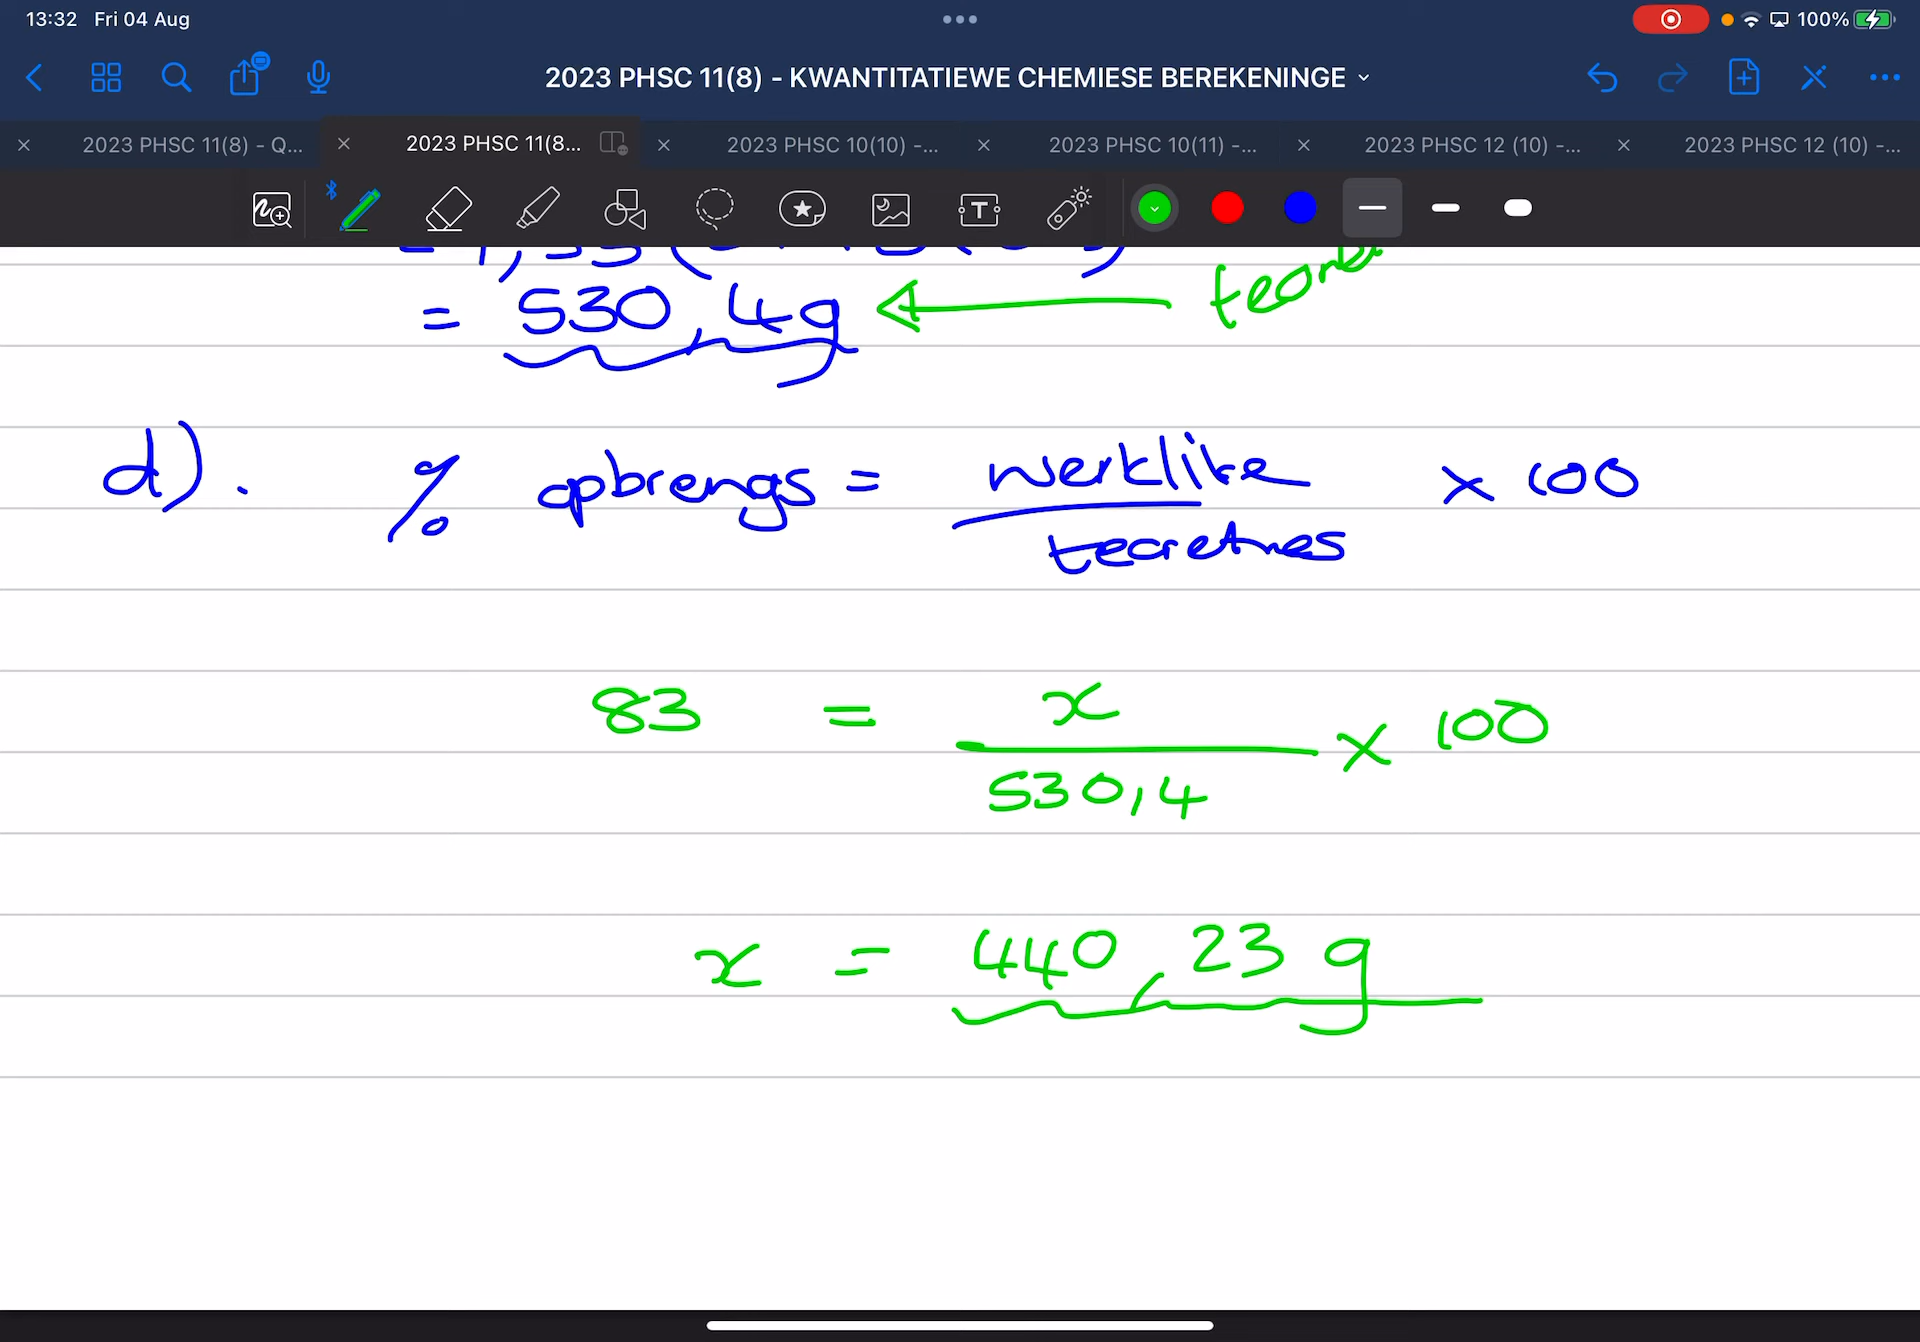 13:32 Fri 04 Aug
100%
2023 PHSC 11(8) - KWANTITATIEWE CHEMIESE BEREKENINGE
2023 PHSC 11(8) - Q... 2023 PHSC 11(8... 2023 PHSC 10(10) -... 2023 PHSC 10(11) -... 2023 PHSC 12 (10) -... 2023 PHSC 12 (10) -...
= 530,4g
d). % opbrengs = werklike × 100
teoreties
83 = x × 100
530,4
x = 440,23 g